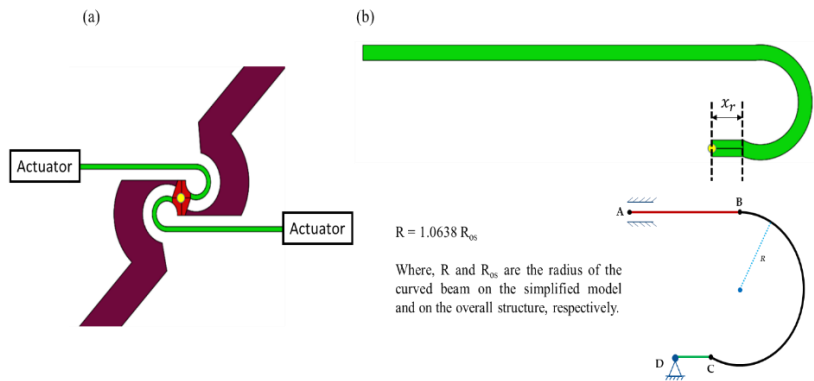 (a)
(b)
x_r
Actuator
Actuator
A
B
R
R = 1.0638 R_os
Where, R and R_os are the radius of the
curved beam on the simplified model
and on the overall structure, respectively.
D
C